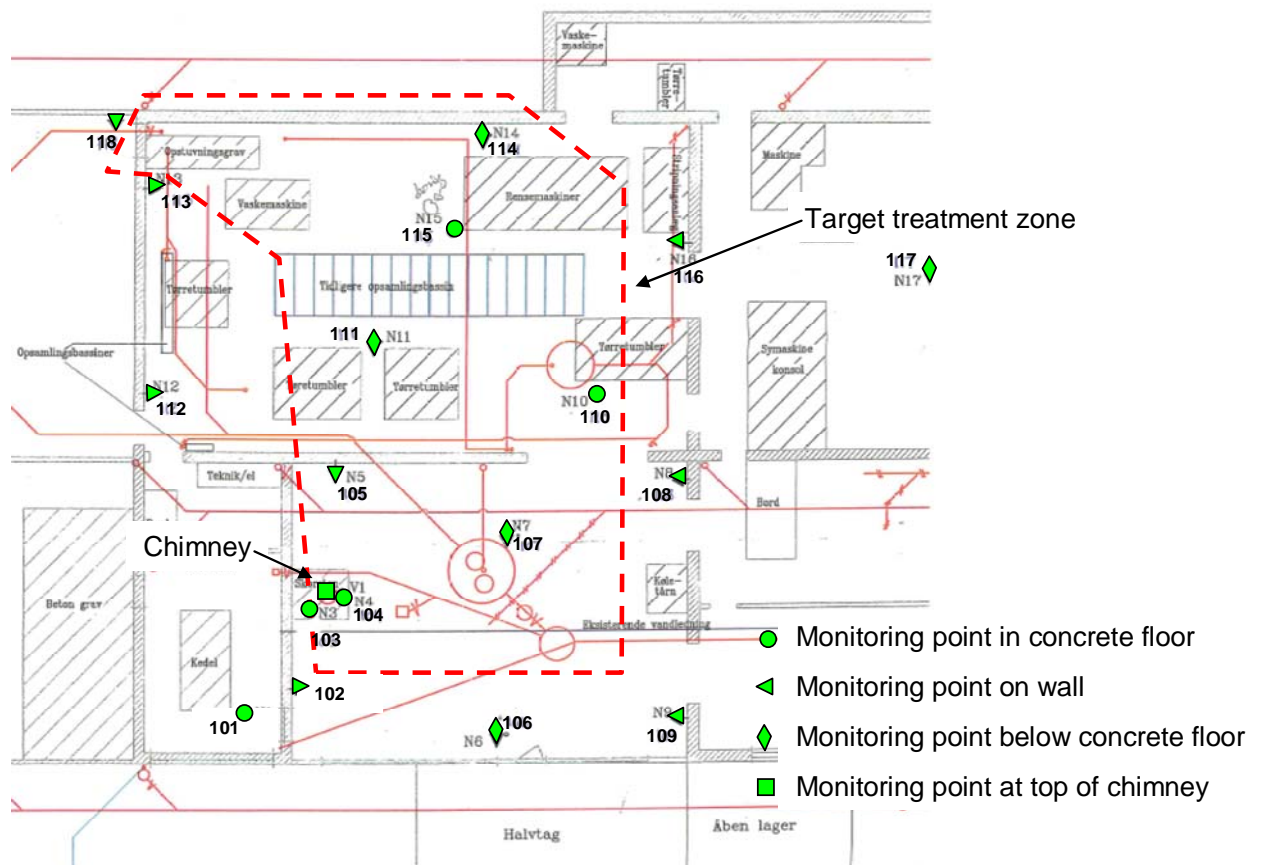 Vaske-
maskine
Tørre-
tumbler
118
Opstuvningsgrav
N14
114
Maskine
113
Vaskemaskine
Rensemaskiner
Target treatment zone
N15
115
N16
116
117
N17
Tørretumbler
Tidligere opsamlingsbassin
111
N11
Opsamlingsbassiner
Tørretumbler
Symaskine
konsol
N12
112
Tørretumbler
N10
110
Teknik/el
N5
105
N8
108
Bord
N7
107
Chimney
V1
N4
104
N3
103
Køle-
tårn
Beton grav
Eksisterende vandledning
Monitoring point in concrete floor
Kedel
102
Monitoring point on wall
101
106
N6
N9
109
Monitoring point below concrete floor
Monitoring point at top of chimney
Halvtag
Åben lager